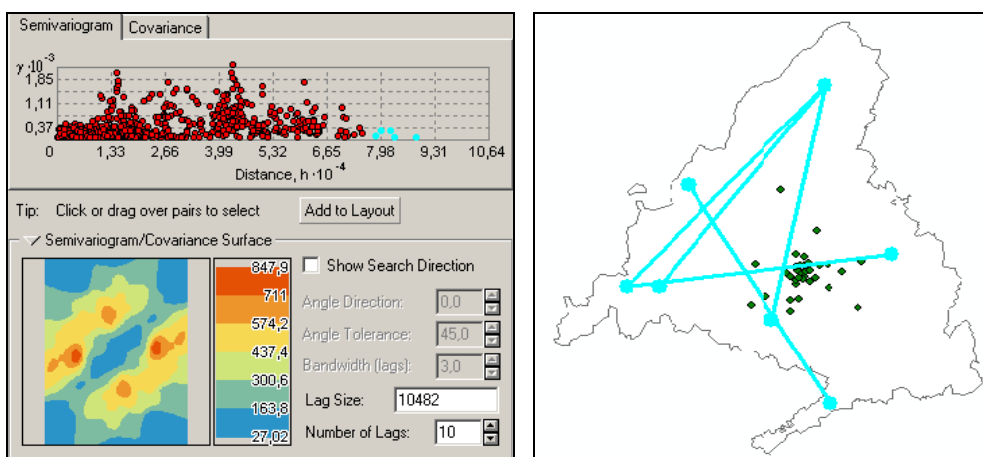 Semivariogram Covariance
γ·10⁻³
1,85
1,11
0,37
0 1,33 2,66 3,99 5,32 6,65 7,98 9,31 10,64
Distance, h·10⁻⁴
Tip: Click or drag over pairs to select Add to Layout
Semivariogram/Covariance Surface
847,9
711
574,2
437,4
300,6
163,8
27,02
Show Search Direction
Angle Direction: 0,0
Angle Tolerance: 45,0
Bandwidth (lags): 3,0
Lag Size: 10482
Number of Lags: 10